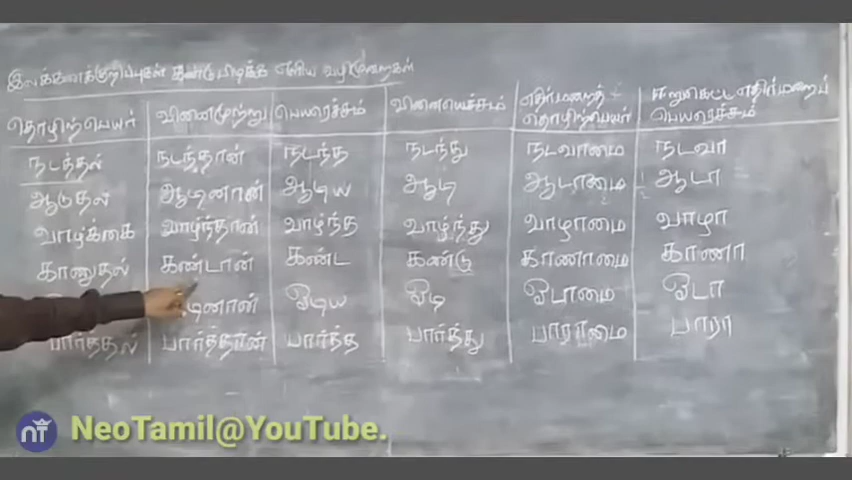 இலக்கணக்குறிப்புகள் கண்டுபிடிக்க எளிய வழிமுறைகள்
தொழிற்பெயர் வினைமுற்று பெயரெச்சம் வினையெச்சம் எதிர்மறைத் தொழிற்பெயர் ஈறுகெட்ட எதிர்மறைப் பெயரெச்சம்
நடத்தல் நடந்தான் நடந்த நடந்து நடவாமை நடவா
ஆடுதல் ஆடினான் ஆடிய ஆடி ஆடாமை ஆடா
வாழ்க்கை வாழ்ந்தான் வாழ்ந்த வாழ்ந்து வாழாமை வாழா
காணுதல் கண்டான் கண்ட கண்டு காணாமை காணா
டினான் ஓடிய ஓடி ஓடாமை ஓடா
பார்த்தல் பார்த்தான் பார்த்த பார்த்து பாராமை பாரா
nT NeoTamil@YouTube.